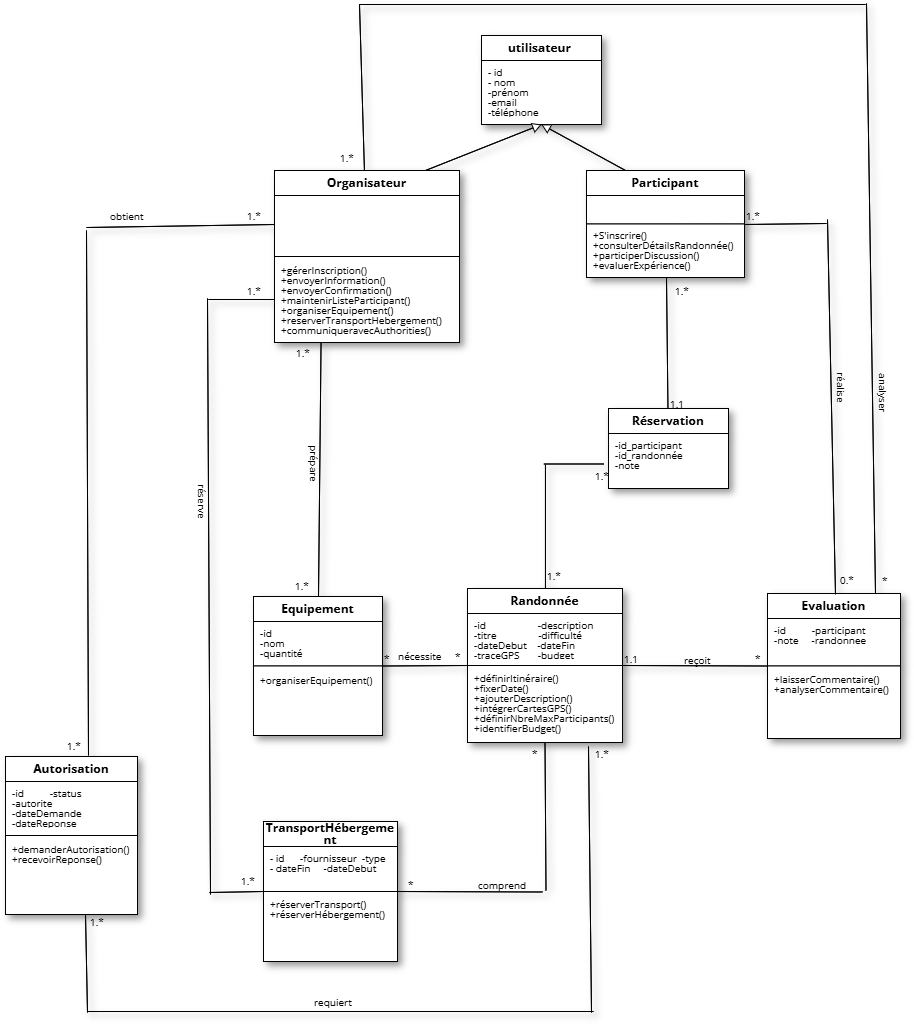 utilisateur
- id
- nom
-prénom
-email
-téléphone
1.*
Organisateur
+gérerInscription()
+envoyerInformation()
+envoyerConfirmation()
+maintenirListeParticipant()
+organiserEquipement()
+reserverTransportHebergement()
+communiqueravecAuthorities()
Participant
+S'inscrire()
+consulterDétailsRandonnée()
+participerDiscussion()
+evaluerExpérience()
obtient
1.*
1.*
1.*
1.*
1.*
réalise
analyser
1.1
Réservation
-id_participant
-id_randonnée
-note
1.*
prépare
réserve
1.*
1.*
0.*
*
Equipement
-id
-nom
-quantité
+organiserEquipement()
* nécessite *
Randonnée
-id -description
-titre -difficulté
-dateDebut -dateFin
-traceGPS -budget
+définirItinéraire()
+fixerDate()
+ajouterDescription()
+intégrerCartesGPS()
+définirNbreMaxParticipants()
+identifierBudget()
1.1 reçoit *
Evaluation
-id -participant
-note -randonnee
+laisserCommentaire()
+analyserCommentaire()
1.*
* 1.*
Autorisation
-id -status
-autorite
-dateDemande
-dateReponse
+demanderAutorisation()
+recevoirReponse()
TransportHébergeme
nt
- id -fournisseur -type
- dateFin -dateDebut
+réserverTransport()
+réserverHébergement()
1.*
* comprend
1.*
requiert